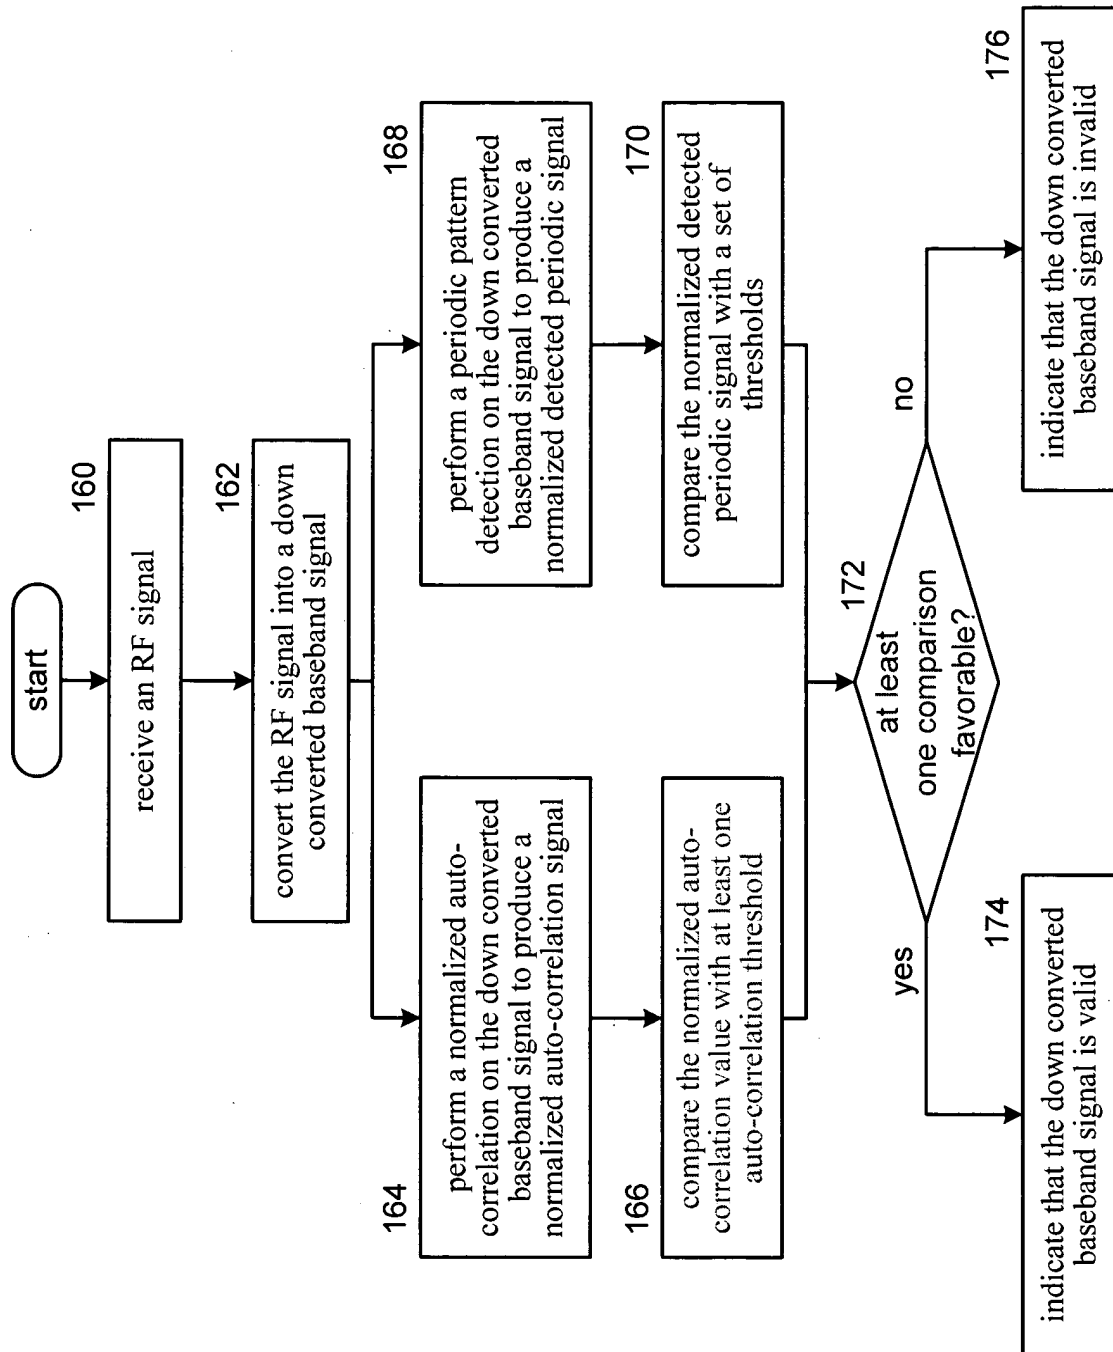 start
160
receive an RF signal
162
convert the RF signal into a down
converted baseband signal
164
perform a normalized auto-
correlation on the down converted
baseband signal to produce a
normalized auto-correlation signal
168
perform a periodic pattern
detection on the down converted
baseband signal to produce a
normalized detected periodic signal
166
compare the normalized auto-
correlation value with at least one
auto-correlation threshold
170
compare the normalized detected
periodic signal with a set of
thresholds
172
at least
one comparison
favorable?
yes
no
174
indicate that the down converted
baseband signal is valid
176
indicate that the down converted
baseband signal is invalid